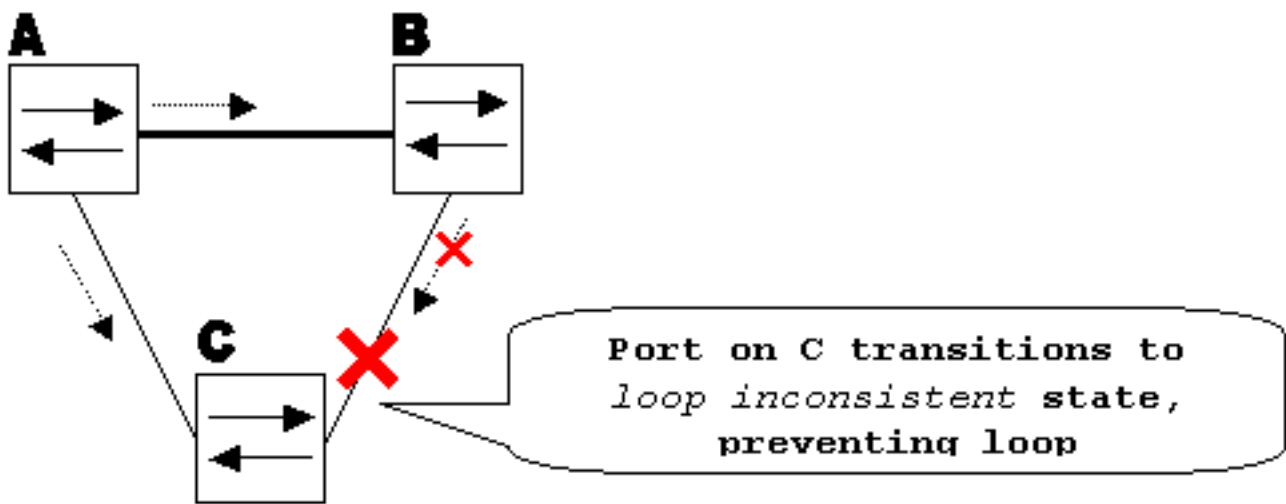 A
B
C
Port on C transitions to
loop inconsistent state,
preventing loop